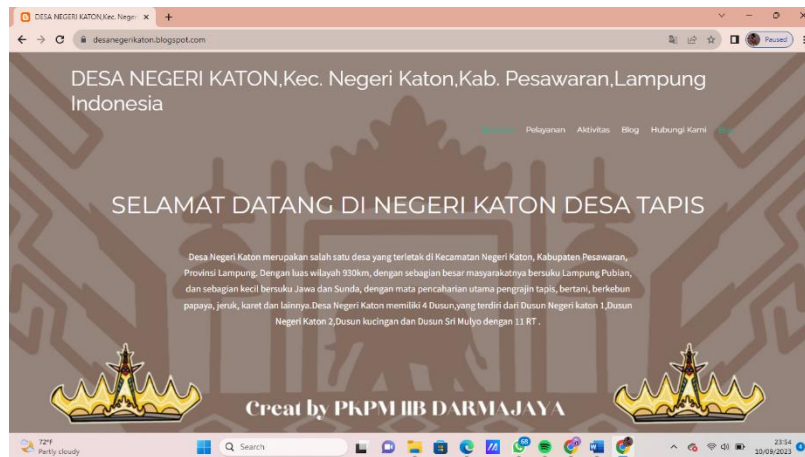 DESA NEGERI KATON,Kec. Neger
desanegerikaton.blogspot.com
Paused
DESA NEGERI KATON,Kec. Negeri Katon,Kab. Pesawaran,Lampung
Indonesia
Pelayanan Aktivitas Blog Hubungi Kami
SELAMAT DATANG DI NEGERI KATON DESA TAPIS
Desa Negeri Katon merupakan salah satu desa yang terletak di Kecamatan Negeri Katon, Kabupaten Pesawaran,
Provinsi Lampung. Dengan luas wilayah 930km, dengan sebagian besar masyarakatnya bersuku Lampung Pubian,
dan sebagian kecil bersuku Jawa dan Sunda, dengan mata pencaharian utama pengrajin tapis, bertani, berkebun
papaya, jeruk, karet dan lainnya.Desa Negeri Katon memiliki 4 Dusun,yang terdiri dari Dusun Negeri katon 1,Dusun
Negeri Katon 2,Dusun kucingan dan Dusun Sri Mulyo dengan 11 RT .
Creat by PKPM IIB DARMAJAYA
72°F
Partly cloudy
Search
68
23:54
10/09/2023